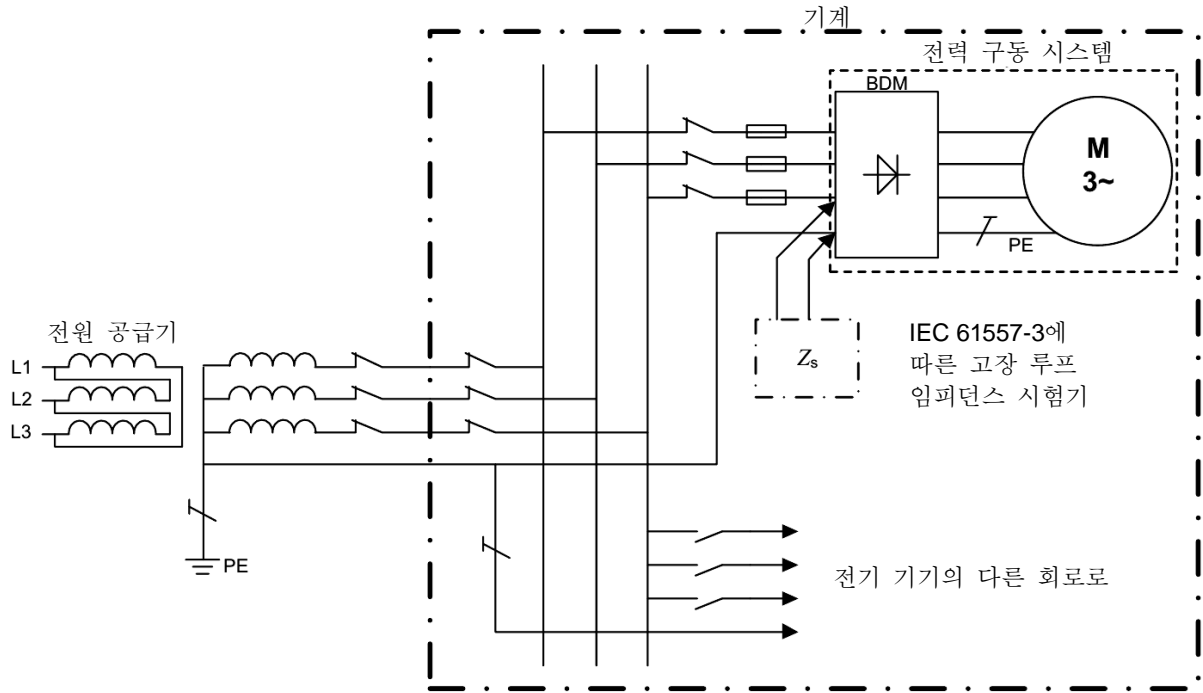 기계
전력 구동 시스템
BDM
M
3~
PE
전원 공급기
L1
L2
L3
Zs
IEC 61557-3에
따른 고장 루프
임피던스 시험기
PE
전기 기기의 다른 회로로